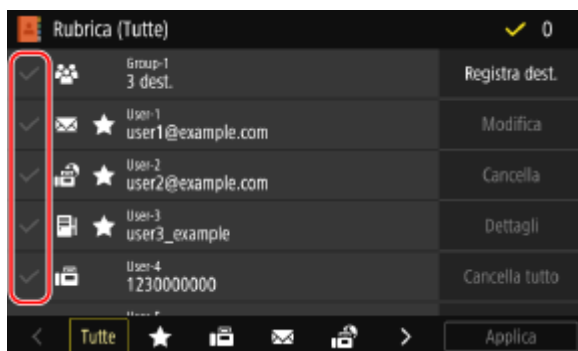 Rubrica (Tutte) 0
Group-1
3 dest.
Registra dest.
User-1
user1@example.com
Modifica
User-2
user2@example.com
Cancella
User-3
user3_example
Dettagli
User-4
1230000000
Cancella tutto
Tutte
Applica